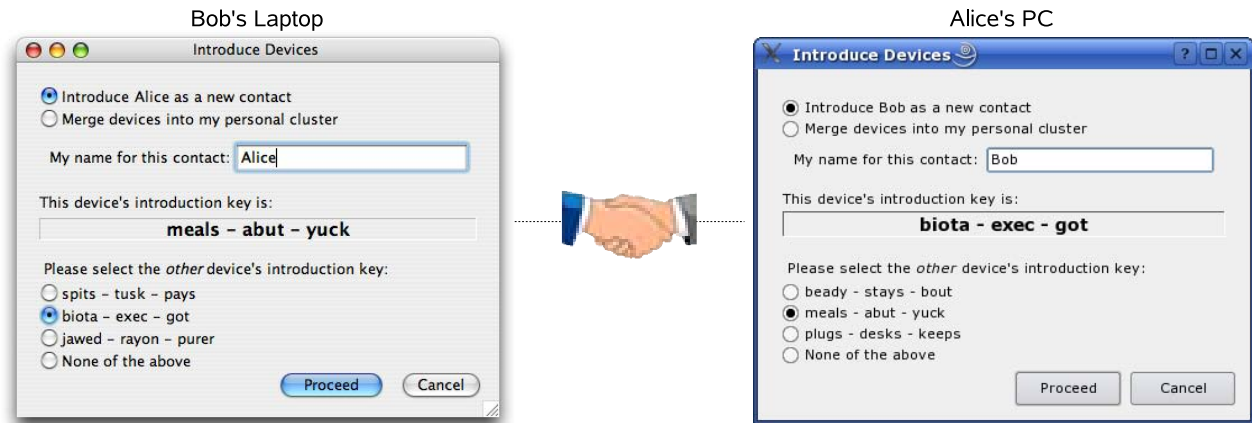 Bob's Laptop
Introduce Devices
Introduce Alice as a new contact
Merge devices into my personal cluster
My name for this contact: Alice
This device's introduction key is:
meals – abut – yuck
Please select the other device's introduction key:
spits – tusk – pays
biota – exec – got
jawed – rayon – purer
None of the above
Proceed Cancel
Alice's PC
Introduce Devices
Introduce Bob as a new contact
Merge devices into my personal cluster
My name for this contact: Bob
This device's introduction key is:
biota - exec - got
Please select the other device's introduction key:
beady - stays - bout
meals - abut - yuck
plugs - desks - keeps
None of the above
Proceed Cancel